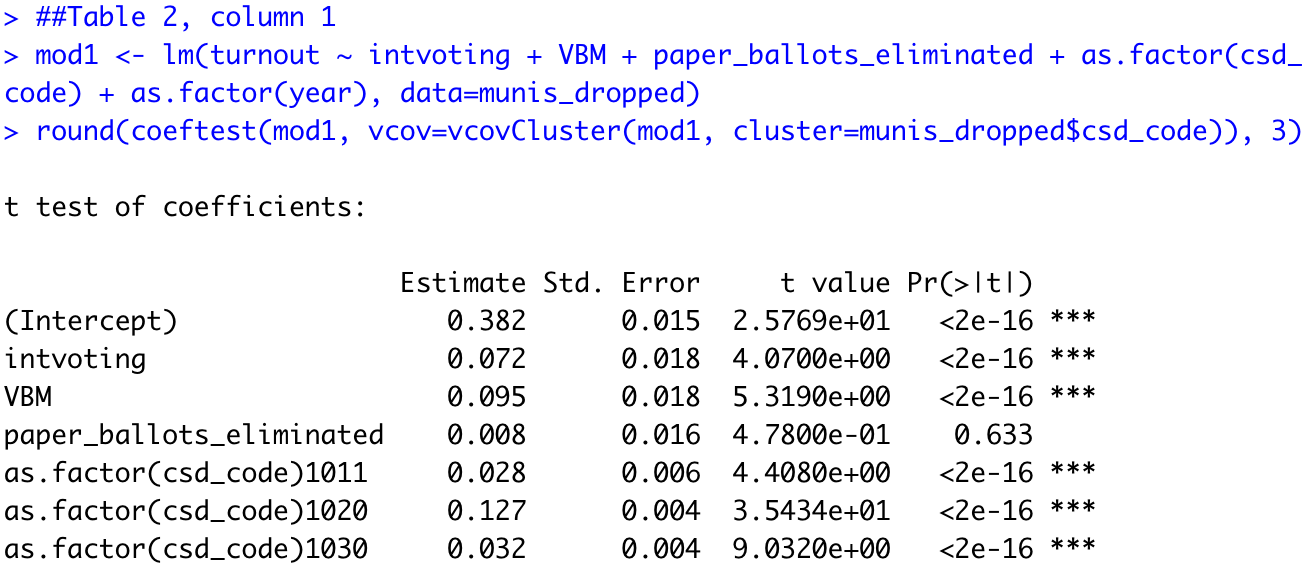 > ##Table 2, column 1
> mod1 <- lm(turnout ~ intvoting + VBM + paper_ballots_eliminated + as.factor(csd_
code) + as.factor(year), data=munis_dropped)
> round(coeftest(mod1, vcov=vcovCluster(mod1, cluster=munis_dropped$csd_code)), 3)
t test of coefficients:
Estimate Std. Error t value Pr(>|t|)
(Intercept) 0.382 0.015 2.5769e+01 <2e-16 ***
intvoting 0.072 0.018 4.0700e+00 <2e-16 ***
VBM 0.095 0.018 5.3190e+00 <2e-16 ***
paper_ballots_eliminated 0.008 0.016 4.7800e-01 0.633
as.factor(csd_code)1011 0.028 0.006 4.4080e+00 <2e-16 ***
as.factor(csd_code)1020 0.127 0.004 3.5434e+01 <2e-16 ***
as.factor(csd_code)1030 0.032 0.004 9.0320e+00 <2e-16 ***